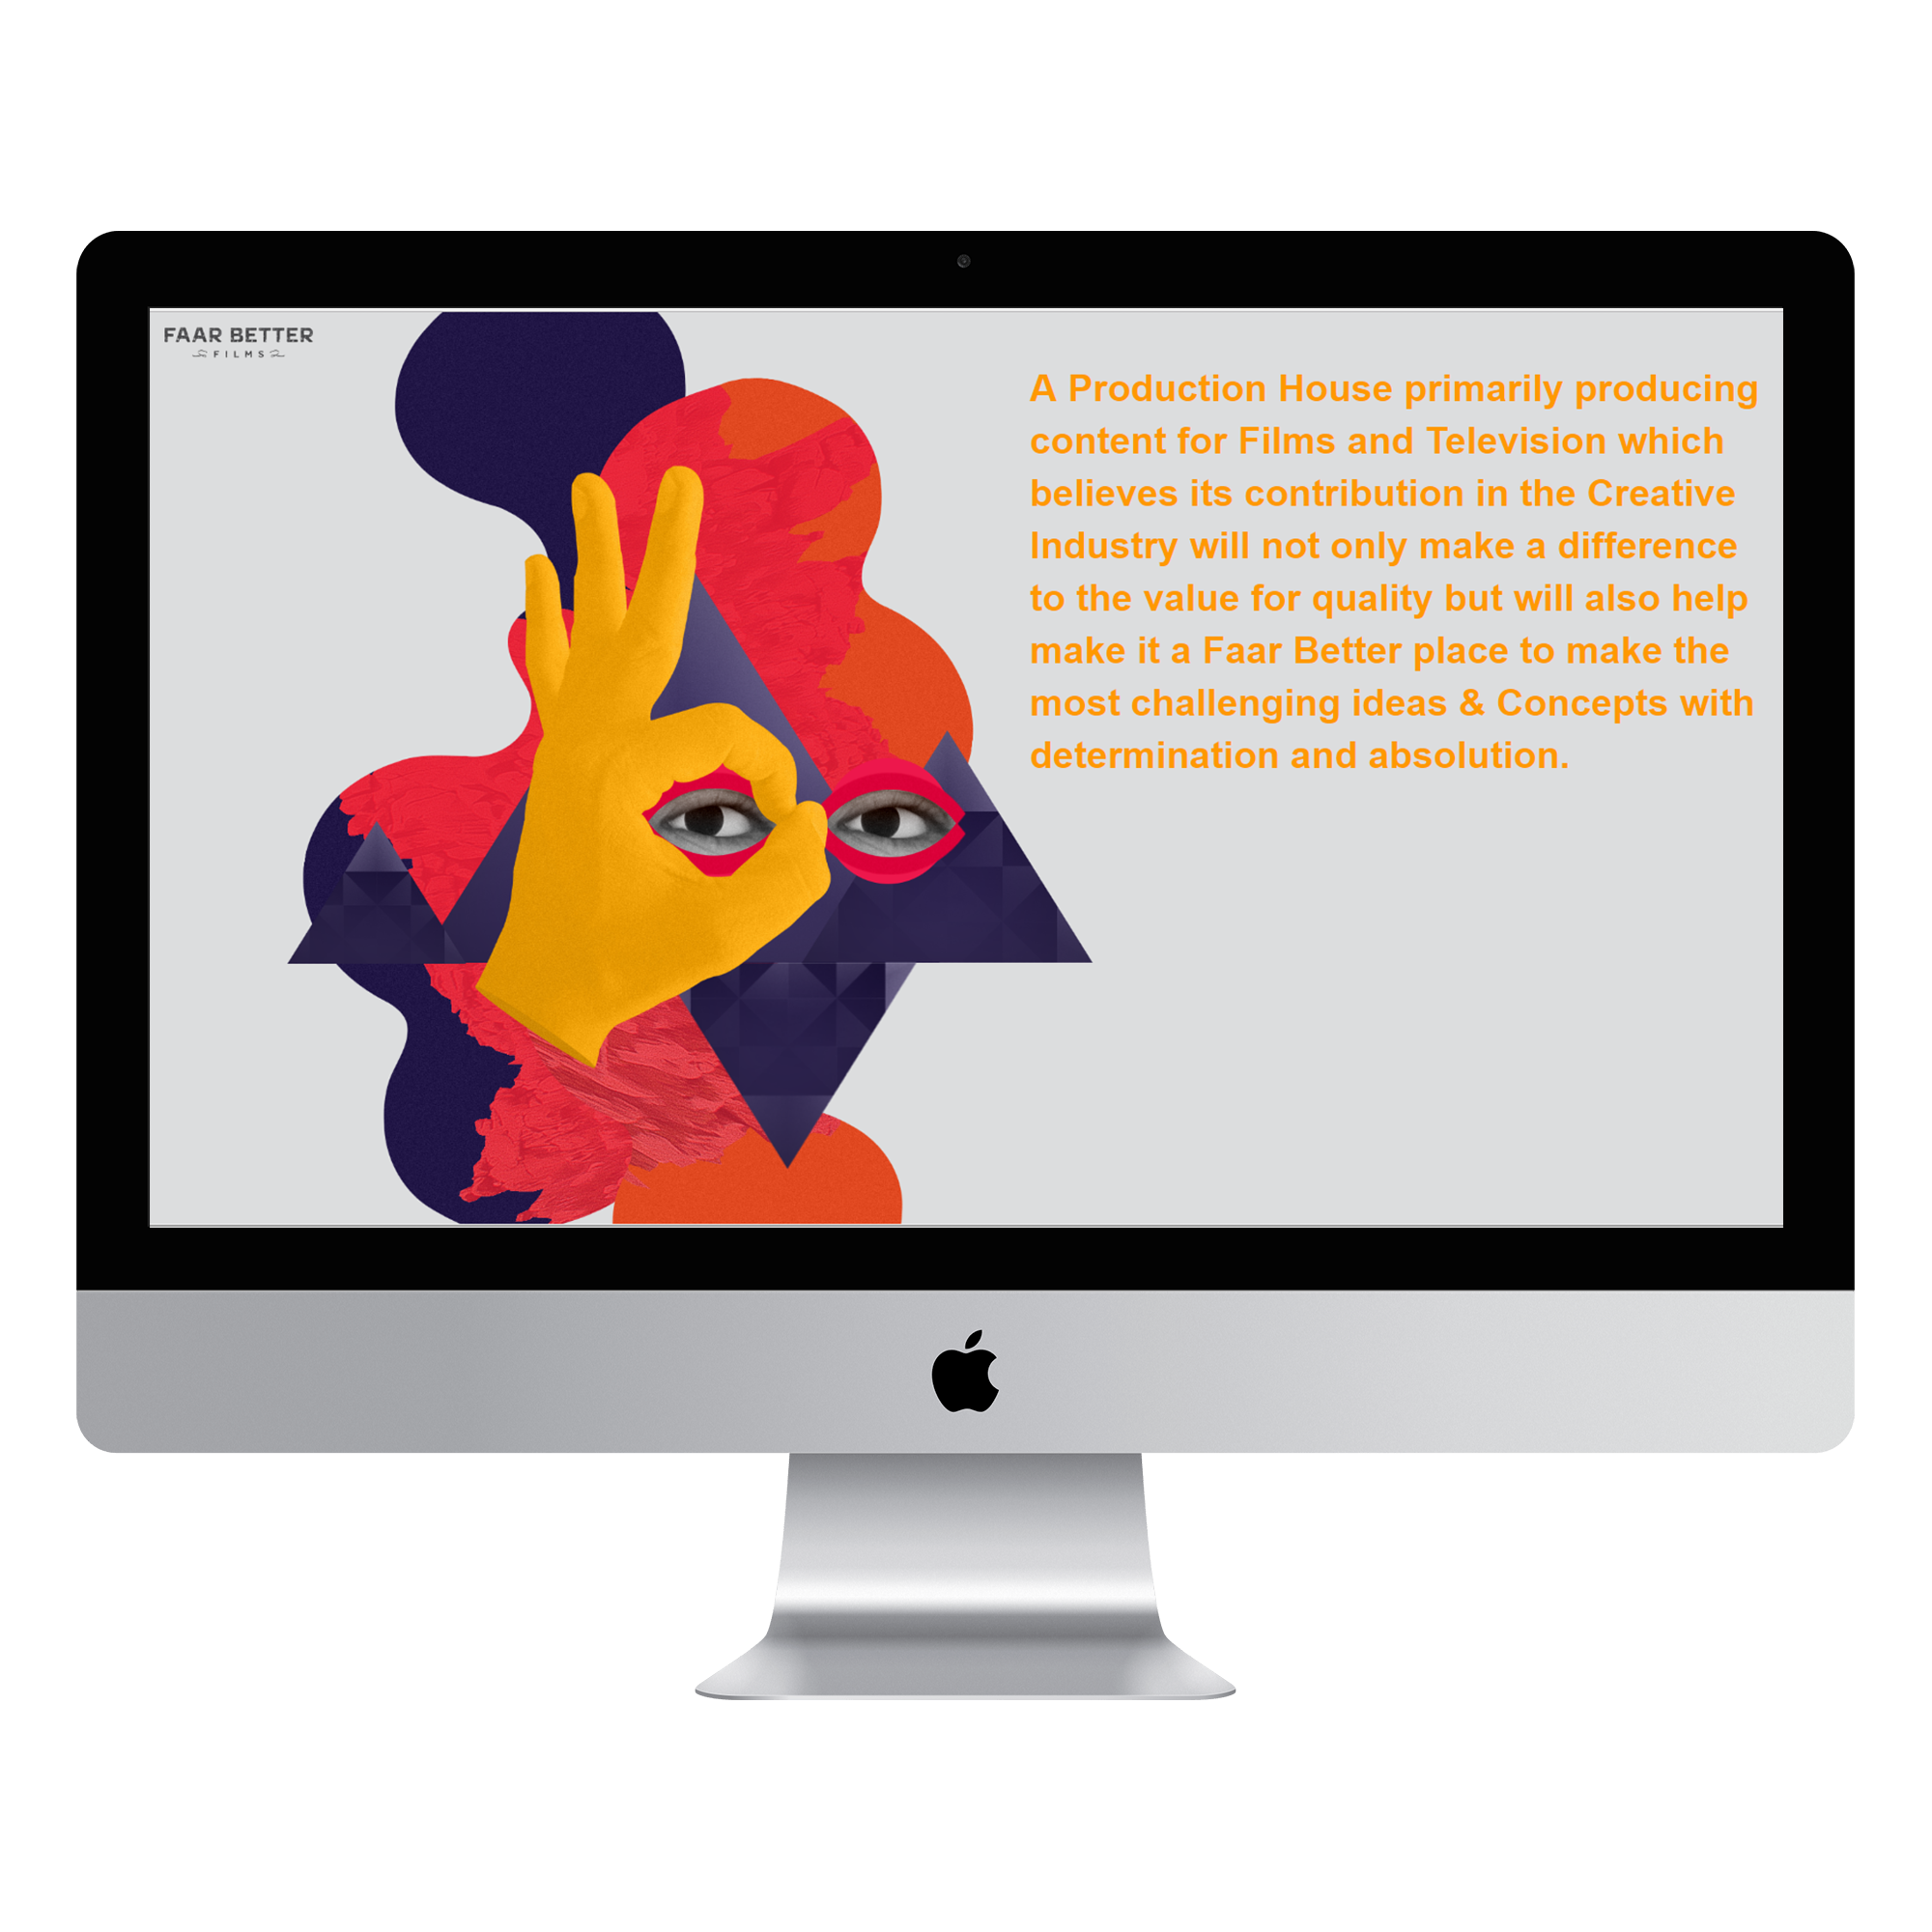 FAAR BETTER
FILMS
A Production House primarily producing
content for Films and Television which
believes its contribution in the Creative
Industry will not only make a difference
to the value for quality but will also help
make it a Faar Better place to make the
most challenging ideas & Concepts with
determination and absolution.